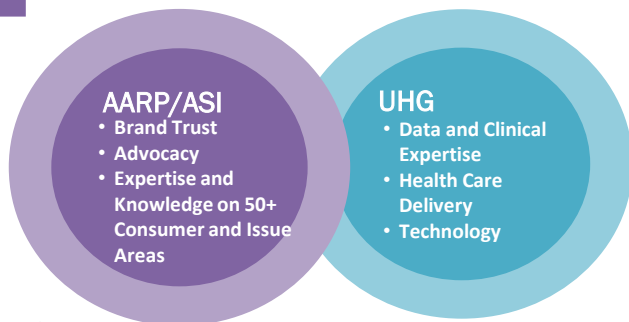 AARP/ASI
• Brand Trust
• Advocacy
• Expertise and
Knowledge on 50+
Consumer and Issue
Areas
UHG
• Data and Clinical
Expertise
• Health Care
Delivery
• Technology